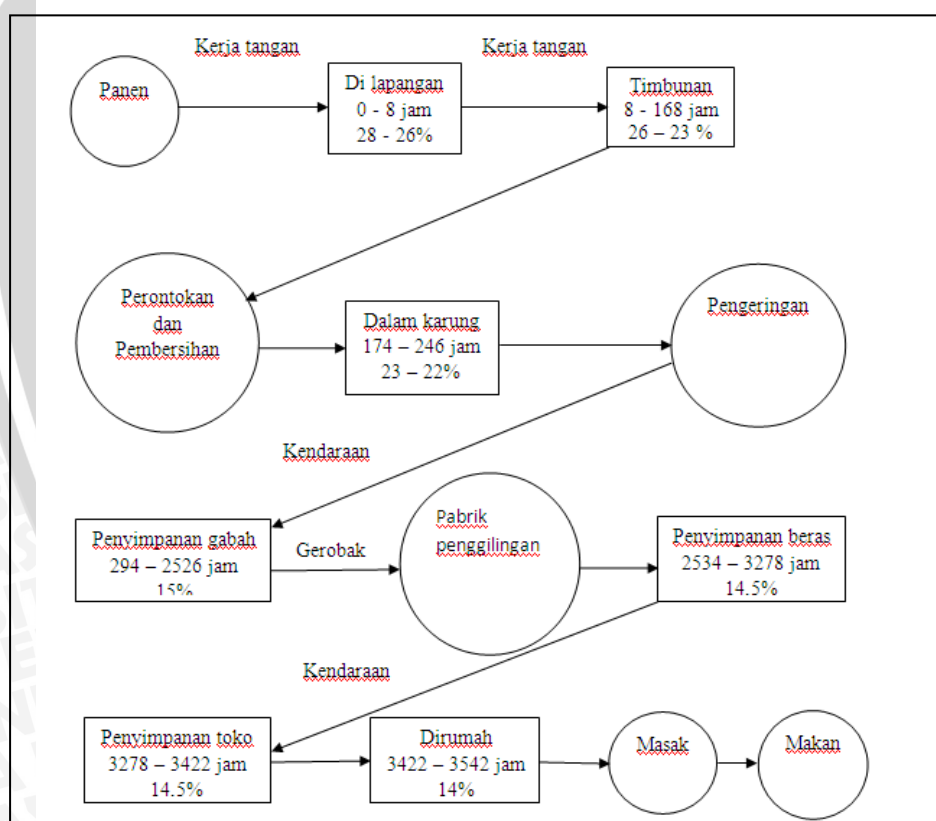 Kerja tangan
Kerja tangan
Panen
Di lapangan
0 - 8 jam
28 - 26%
Timbunan
8 - 168 jam
26 – 23 %
Perontokan
dan
Pembersihan
Dalam karung
174 – 246 jam
23 – 22%
Pengeringan
Kendaraan
Penyimpanan gabah
294 – 2526 jam
15%
Gerobak
Pabrik
penggilingan
Penyimpanan beras
2534 – 3278 jam
14.5%
Kendaraan
Penyimpanan toko
3278 – 3422 jam
14.5%
Dirumah
3422 – 3542 jam
14%
Masak
Makan